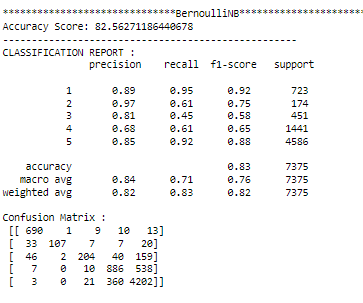 ******************************BernoulliNB**********************
Accuracy Score: 82.56271186440678
---------------------------------------------------
CLASSIFICATION REPORT :
precision recall f1-score support
1 0.89 0.95 0.92 723
2 0.97 0.61 0.75 174
3 0.81 0.45 0.58 451
4 0.68 0.61 0.65 1441
5 0.85 0.92 0.88 4586
accuracy 0.83 7375
macro avg 0.84 0.71 0.76 7375
weighted avg 0.82 0.83 0.82 7375
Confusion Matrix :
[[ 690 1 9 10 13]
[ 33 107 7 7 20]
[ 46 2 204 40 159]
[ 7 0 10 886 538]
[ 3 0 21 360 4202]]